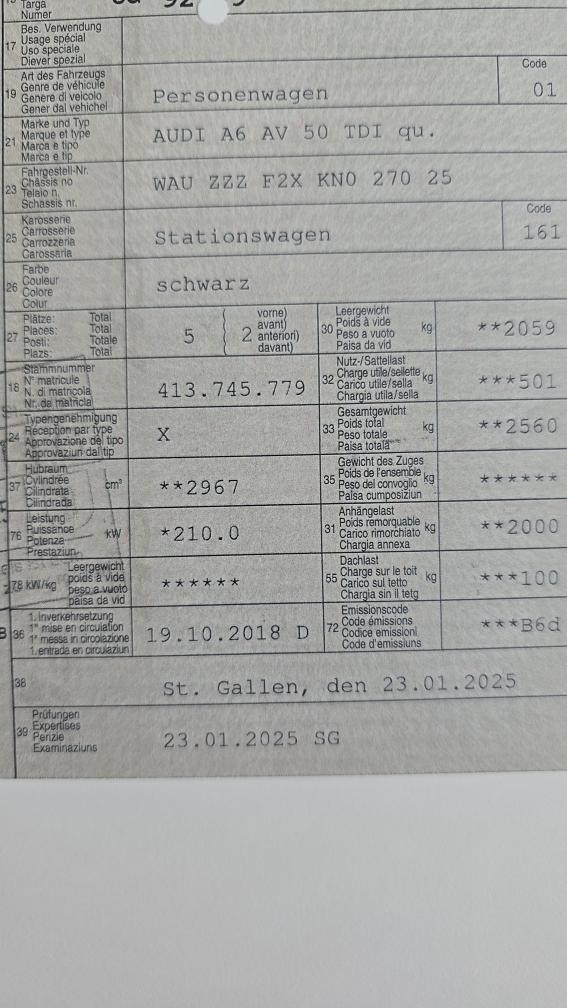 Targa
Numer
17 Bes. Verwendung
Usage spécial
Uso speciale
Diever spezial
19 Art des Fahrzeugs
Genre de véhicule
Genere di veicolo
Gener dal vehichel
Personenwagen
Code
01
21 Marke und Typ
Marque et type
Marca e tipo
Marca e tip
AUDI A6 AV 50 TDI qu.
23 Fahrgestell-Nr.
Châssis no
Telaio n.
Schassis nr.
WAU ZZZ F2X KN0 270 25
25 Karosserie
Carrosserie
Carrozzeria
Carossaria
Stationswagen
Code
161
26 Farbe
Couleur
Colore
Colur
schwarz
27 Plätze: Total
Places: Total
Posti: Totale
Plazs: Total
5
2
vorne)
avant)
anteriori)
davant)
30 Leergewicht
Poids à vide
Peso a vuoto
Paisa da vid
kg
**2059
18 Stammnummer
N° matricule
N. di matricola
Nr. da matricla
413.745.779
32 Nutz-/Sattellast
Charge utile/sellette
Carico utile/sella
Chargia utila/sella
kg
***501
24 Typengenehmigung
Réception par type
Approvazione del tipo
Approvaziun dal tip
X
33 Gesamtgewicht
Poids total
Peso totale
Paisa totala
kg
**2560
37 Hubraum
Cylindrée
Cilindrata
Cilindrada
cm³
**2967
35 Gewicht des Zuges
Poids de l'ensemble
Peso del convoglio
Paisa cumposiziun
kg
******
76 Leistung
Puissance
Potenza
Prestaziun
kW
*210.0
31 Anhängelast
Poids remorquable
Carico rimorchiato
Chargia annexa
kg
**2000
78 kW/kg
Leergewicht
poids à vide
peso a vuoto
paisa da vid
******
55 Dachlast
Charge sur le toit
Carico sul tetto
Chargia sin il tetg
kg
***100
B 36 1. Inverkehrsetzung
1re mise en circulation
1a messa in circolazione
1. entrada en circulaziun
19.10.2018 D
72 Emissionscode
Code émissions
Codice emissioni
Code d'emissiuns
***B6d
38
St. Gallen, den 23.01.2025
39 Prüfungen
Expertises
Perizie
Examinaziuns
23.01.2025 SG